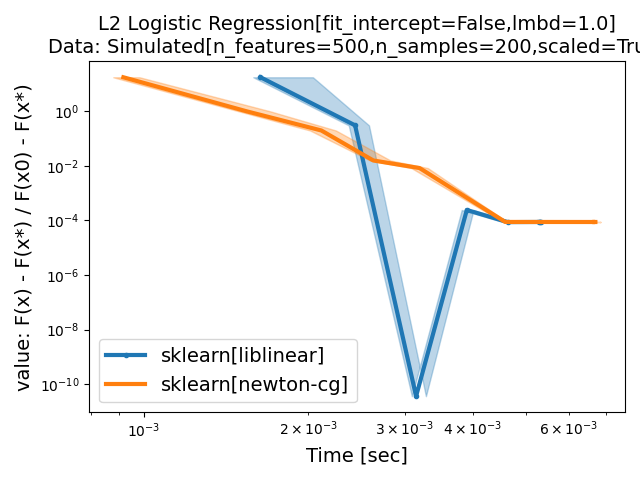 L2 Logistic Regression[fit_intercept=False,lmbd=1.0]
Data: Simulated[n_features=500,n_samples=200,scaled=Tru
value: F(x) - F(x*) / F(x0) - F(x*)
10⁰
10⁻²
10⁻⁴
10⁻⁶
10⁻⁸
10⁻¹⁰
sklearn[liblinear]
sklearn[newton-cg]
10⁻³
2 × 10⁻³
3 × 10⁻³
4 × 10⁻³
6 × 10⁻³
Time [sec]